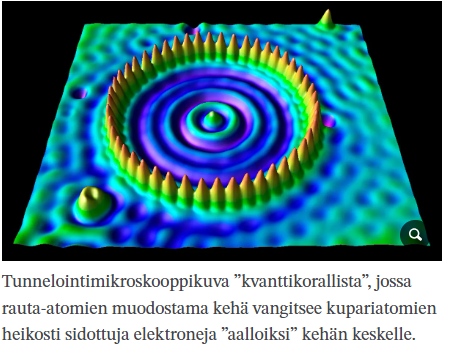 Tunnelointimikroskooppikuva ”kvanttikorallista”, jossa
rauta-atomien muodostama kehä vangitsee kupariatomien
heikosti sidottuja elektroneja ”aalloiksi” kehän keskelle.